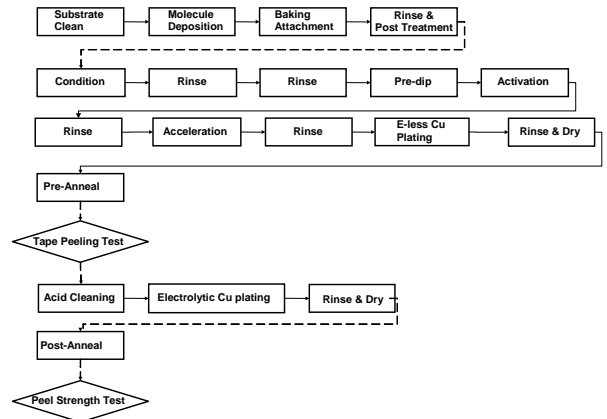 Substrate
Clean
Molecule
Deposition
Baking
Attachment
Rinse &
Post Treatment
Condition
Rinse
Rinse
Pre-dip
Activation
Rinse
Acceleration
Rinse
E-less Cu
Plating
Rinse & Dry
Pre-Anneal
Tape Peeling Test
Acid Cleaning
Electrolytic Cu plating
Rinse & Dry
Post-Anneal
Peel Strength Test